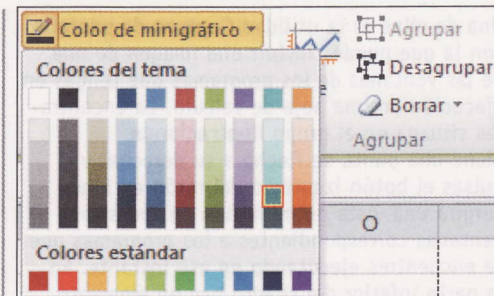 Color de minigráfico
Agrupar
Desagrupar
Borrar
Agrupar
Colores del tema
O
Colores estándar